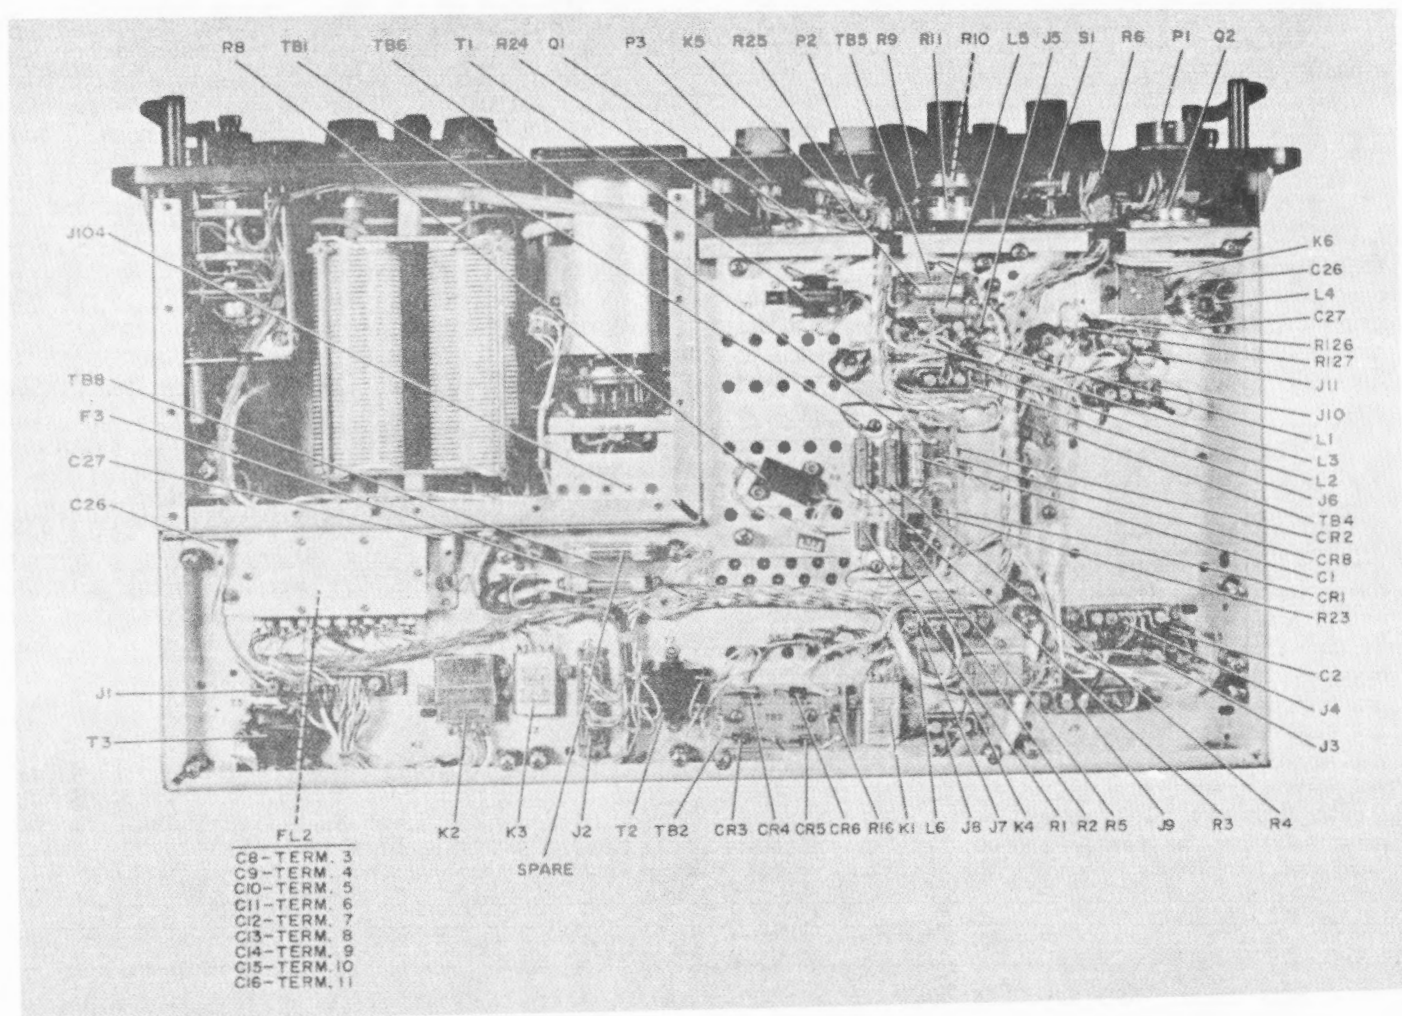 R8 TB1 TB6 T1 R24 Q1 P3 K5 R25 P2 TB5 R9 R11 R10 L5 J5 S1 R6 P1 Q2
J104
TB8
F3
C27
C26
J1
T3
K6
C26
L4
C27
R126
R127
J11
J10
L1
L3
L2
J6
TB4
CR2
CR8
C1
CR1
R23
C2
J4
J3
FL2 K2 K3 J2 T2 TB2 CR3 CR4 CR5 CR6 R16 K1 L6 J8 J7 K4 R1 R2 R5 J9 R3 R4
SPARE
C8-TERM. 3
C9-TERM. 4
C10-TERM. 5
C11-TERM. 6
C12-TERM. 7
C13-TERM. 8
C14-TERM. 9
C15-TERM. 10
C16-TERM. 11